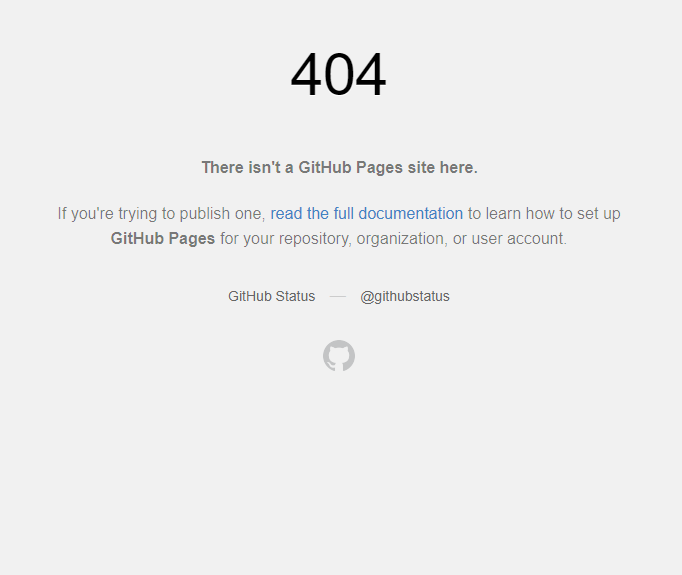 404
There isn't a GitHub Pages site here.
If you're trying to publish one, read the full documentation to learn how to set up
GitHub Pages for your repository, organization, or user account.
GitHub Status — @githubstatus